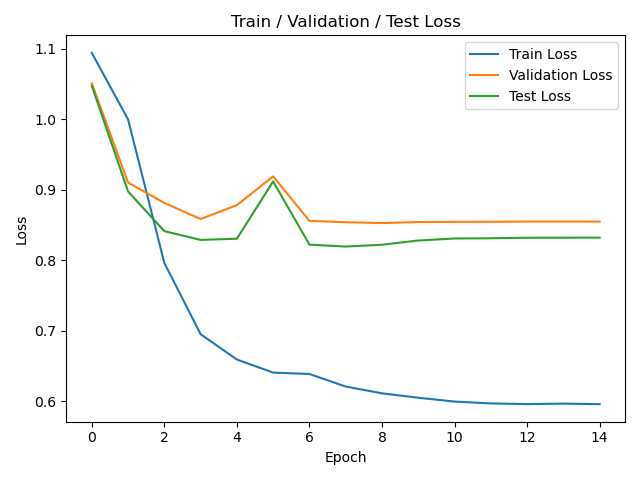 Train / Validation / Test Loss
Train Loss
Validation Loss
Test Loss
1.1
1.0
0.9
0.8
0.7
0.6
Loss
0 2 4 6 8 10 12 14
Epoch